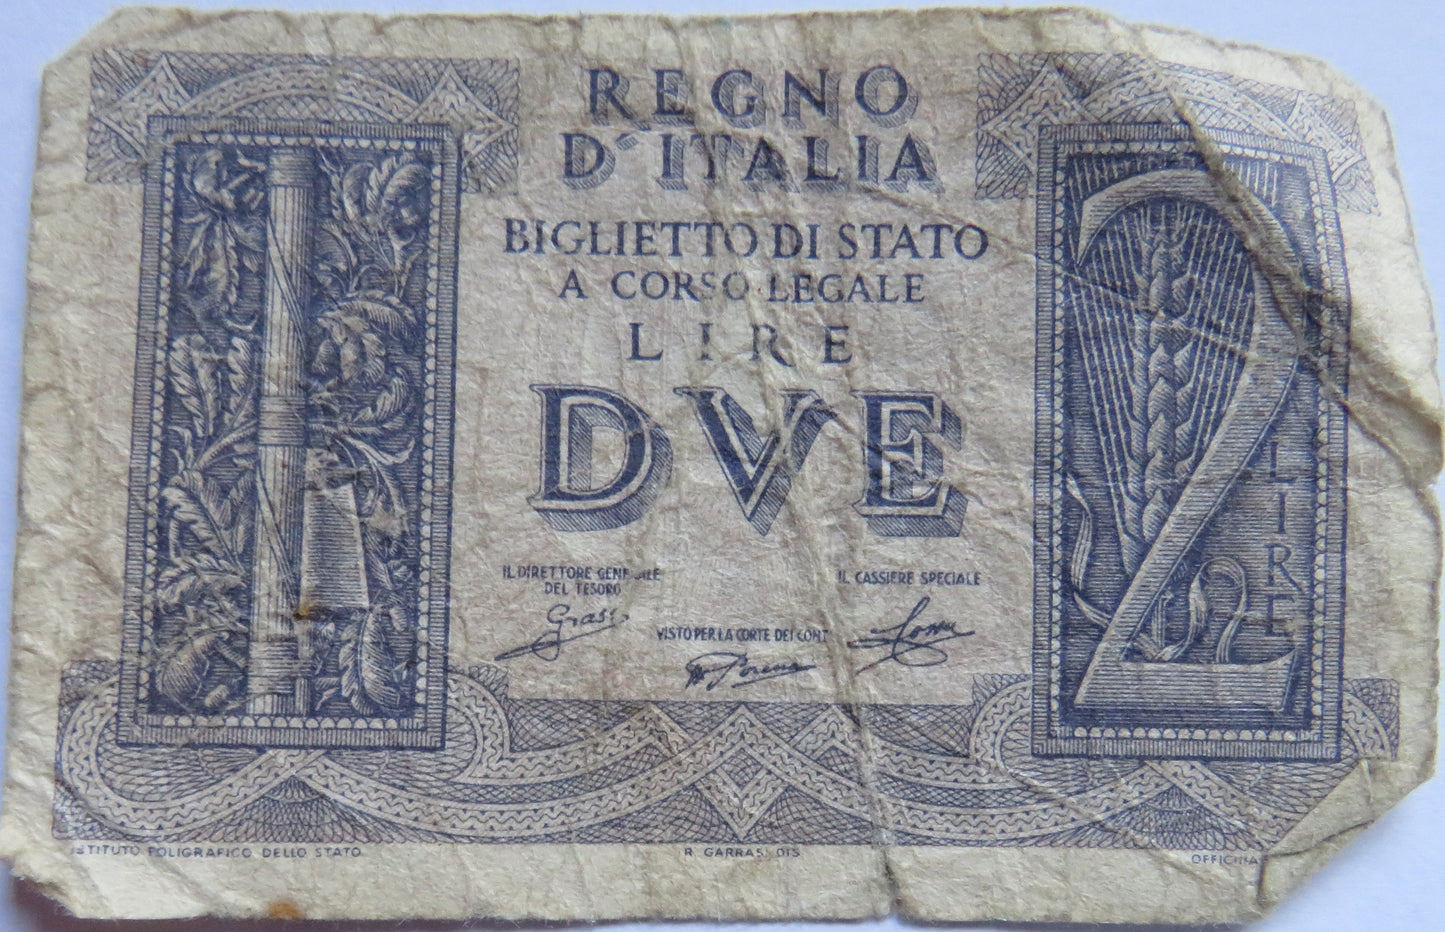 REGNO
D'ITALIA
BIGLIETTO DI STATO
A CORSO LEGALE
LIRE
DVE
2
LIRE
IL DIRETTORE GENERALE
DEL TESORO
Grassi
IL CASSIERE SPECIALE
VISTO PER LA CORTE DEI CONTI
ISTITUTO POLIGRAFICO DELLO STATO
R GARRASI DIS
OFFICINA